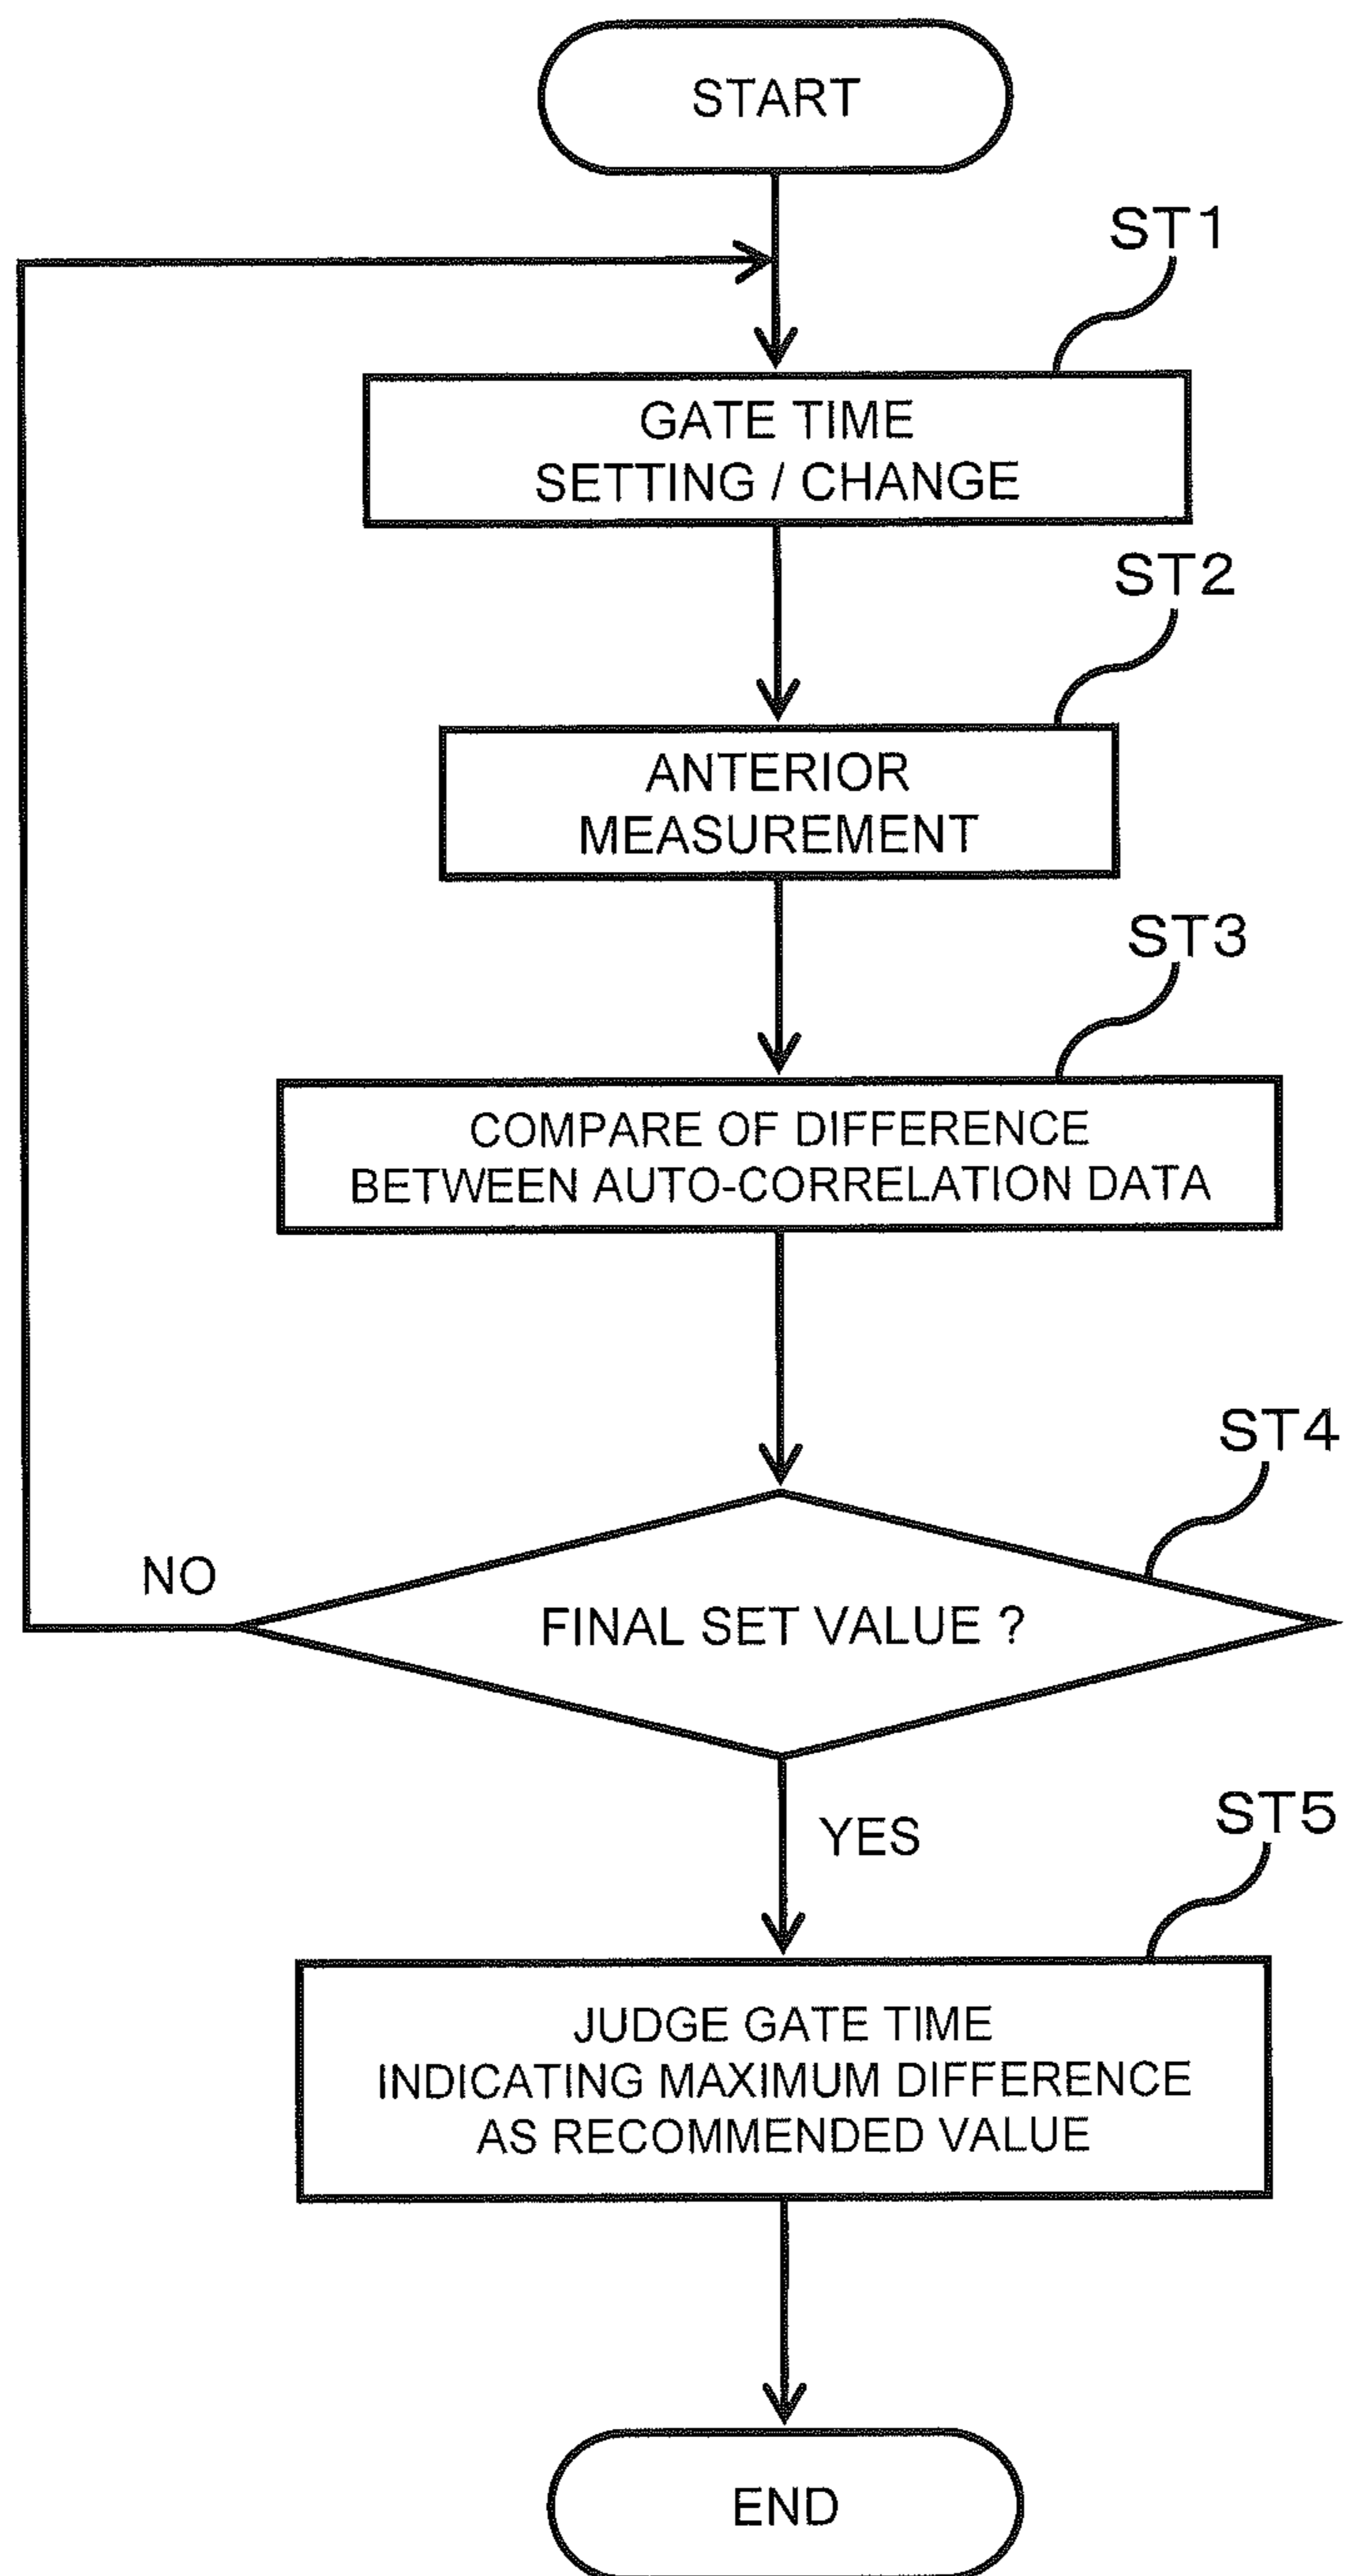 START
ST1
GATE TIME
SETTING / CHANGE
ST2
ANTERIOR
MEASUREMENT
ST3
COMPARE OF DIFFERENCE
BETWEEN AUTO-CORRELATION DATA
ST4
NO
FINAL SET VALUE ?
YES
ST5
JUDGE GATE TIME
INDICATING MAXIMUM DIFFERENCE
AS RECOMMENDED VALUE
END